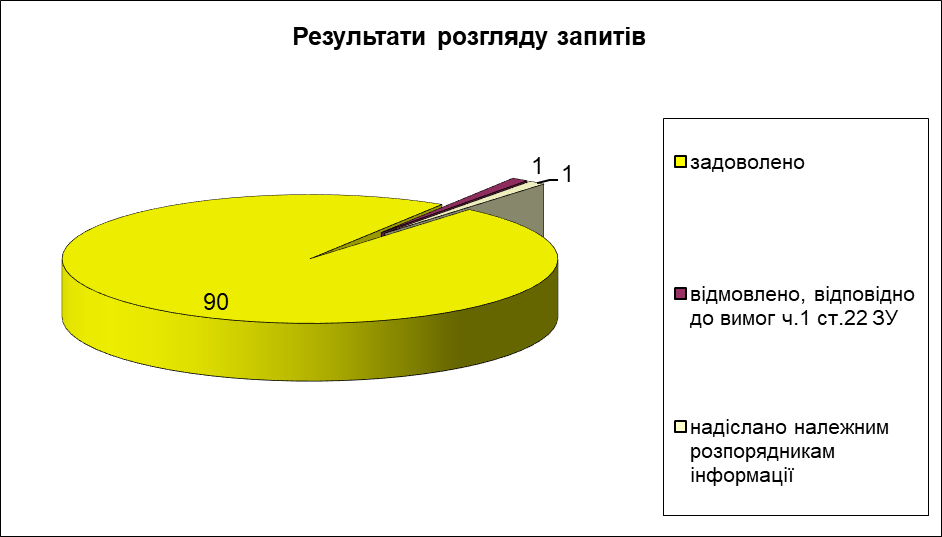 Результати розгляду запитів
1
1
90
задоволено
відмовлено, відповідно
до вимог ч.1 ст.22 ЗУ
надіслано належним
розпорядникам
інформації